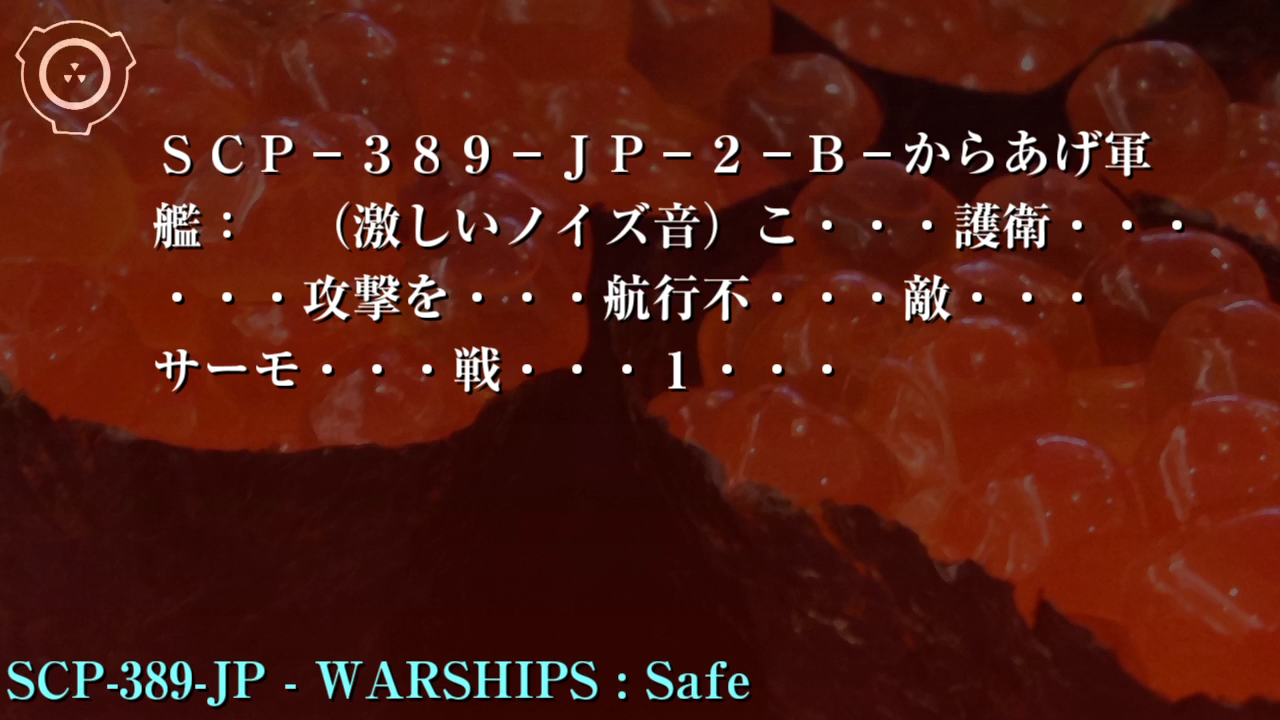 ＳＣＰ－３８９－ＪＰ－２－Ｂ－からあげ軍
艦：　（激しいノイズ音）こ・・・護衛・・・
・・・攻撃を・・・航行不・・・敵・・・
サーモ・・・戦・・・１・・・
SCP-389-JP - WARSHIPS : Safe